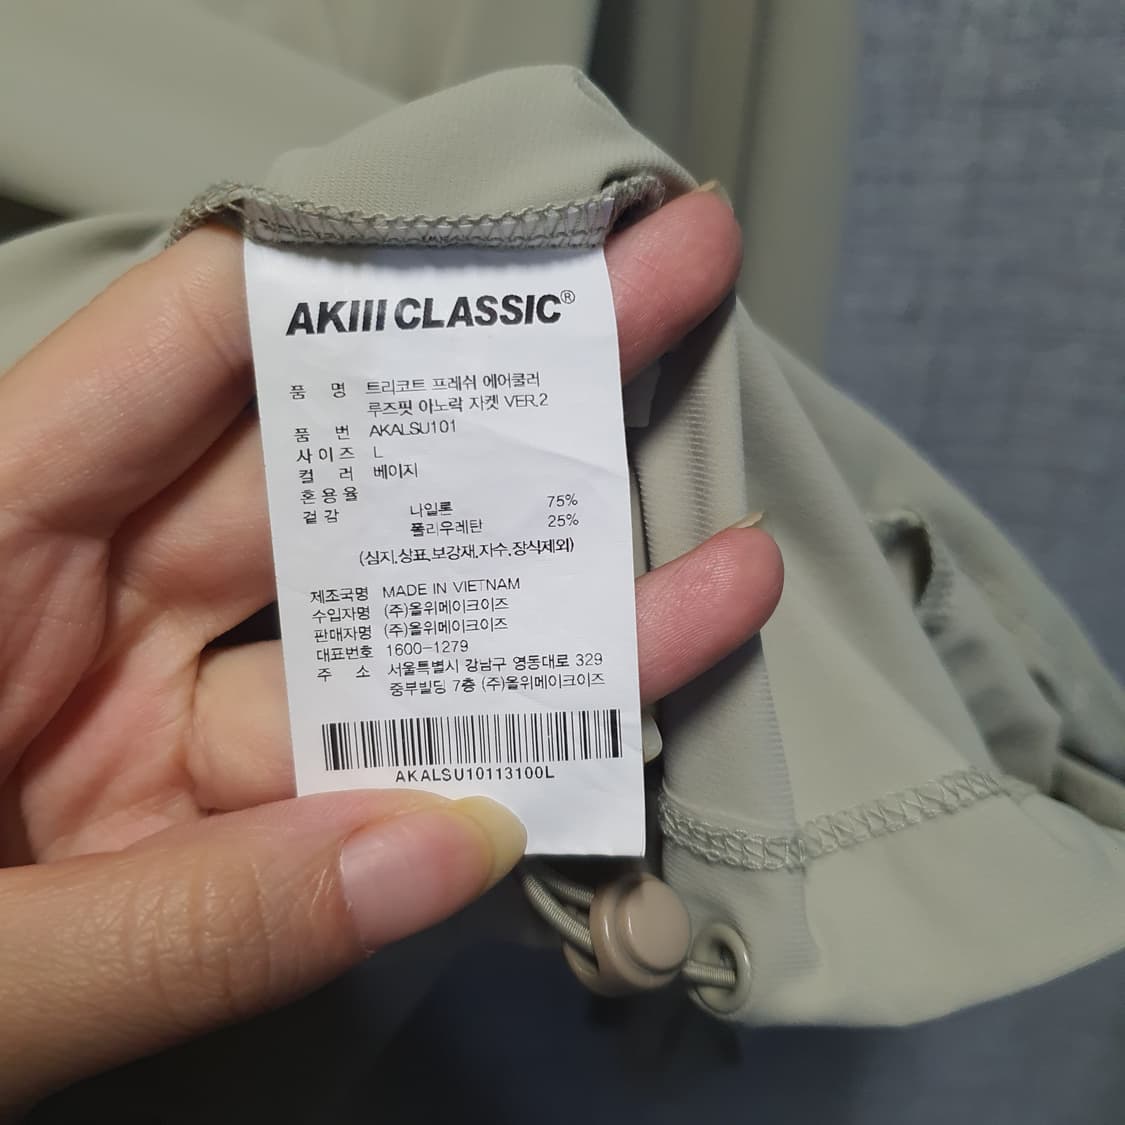 AKIII CLASSIC®
품 명 트리코트 프레쉬 에어쿨러
루즈핏 아노락 자켓 VER.2
품 번 AKALSU101
사이즈 L
컬 러 베이지
혼용율
겉감 나일론 75%
폴리우레탄 25%
(심지,상표,보강재,자수,장식제외)
제조국명 MADE IN VIETNAM
수입자명 (주)올위메이크이즈
판매자명 (주)올위메이크이즈
대표번호 1600-1279
주 소 서울특별시 강남구 영동대로 329
중부빌딩 7층 (주)올위메이크이즈
AKALSU10113100L